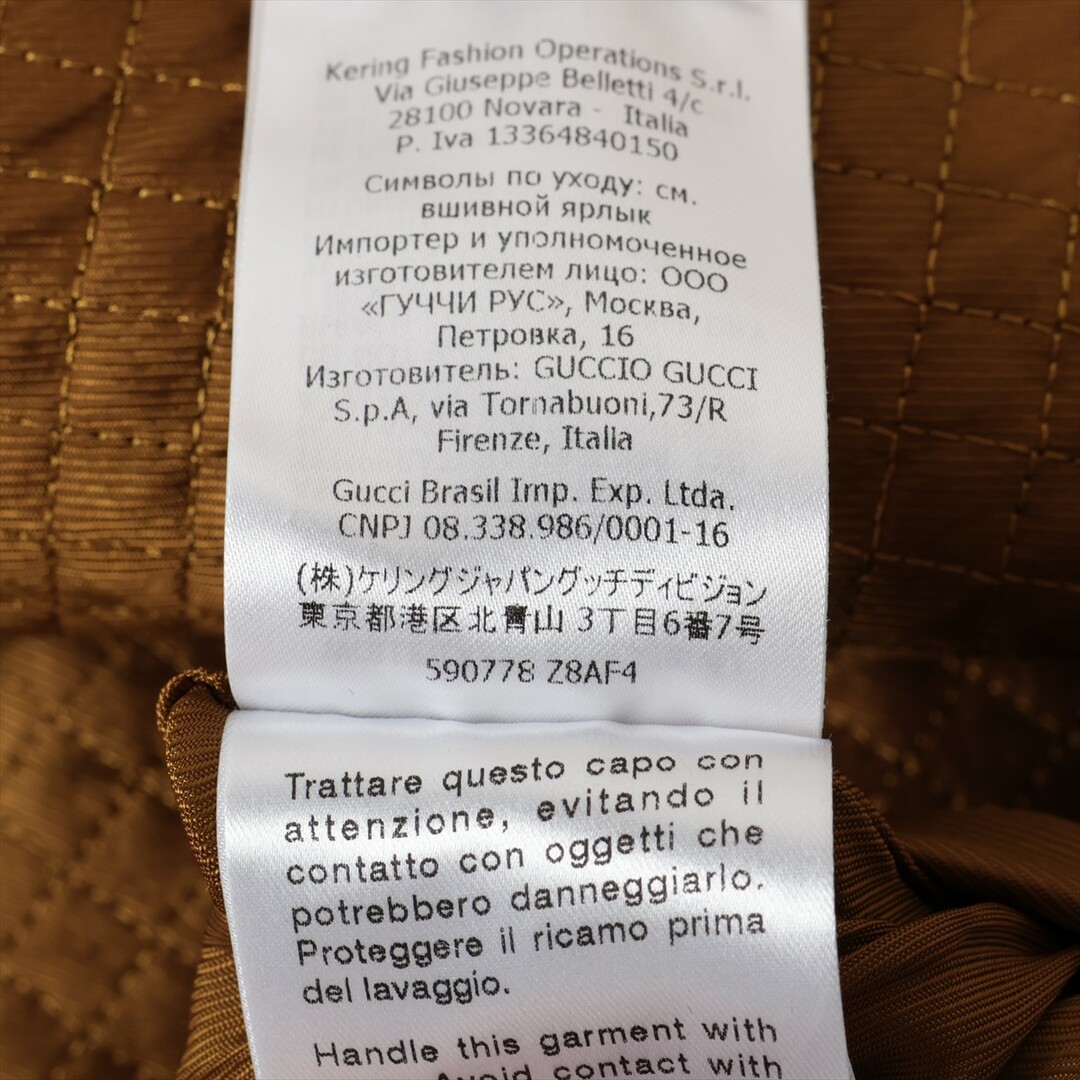 Kering Fashion Operations S.r.l.
Via Giuseppe Belletti 4/c
28100 Novara - Italia
P. Iva 13364840150
Символы по уходу: см.
вшивной ярлык
Импортер и уполномоченное
изготовителем лицо: ООО
«ГУЧЧИ РУС», Москва,
Петровка, 16
Изготовитель: GUCCIO GUCCI
S.p.A, via Tornabuoni,73/R
Firenze, Italia
Gucci Brasil Imp. Exp. Ltda.
CNPJ 08.338.986/0001-16
(株)ケリングジャパングッチディビジョン
東京都港区北青山 3丁目6番7号
590778 Z8AF4
Trattare questo capo con
attenzione, evitando il
contatto con oggetti che
potrebbero danneggiarlo.
Proteggere il ricamo prima
del lavaggio.
Handle this garment with
Avoid contact with